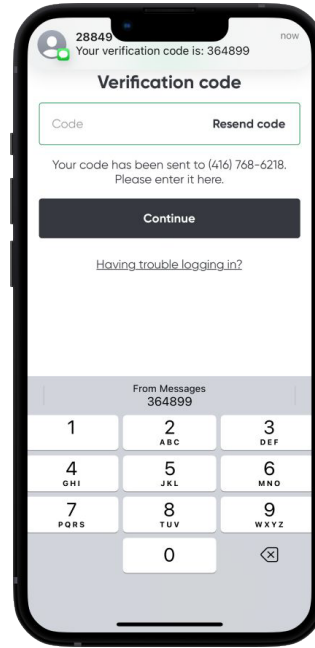 28849
now
Your verification code is: 364899
Verification code
Code
Resend code
Your code has been sent to (416) 768-6218.
Please enter it here.
Continue
Having trouble logging in?
From Messages
364899
1
2
ABC
3
DEF
4
GHI
5
JKL
6
MNO
7
PQRS
8
TUV
9
WXYZ
0